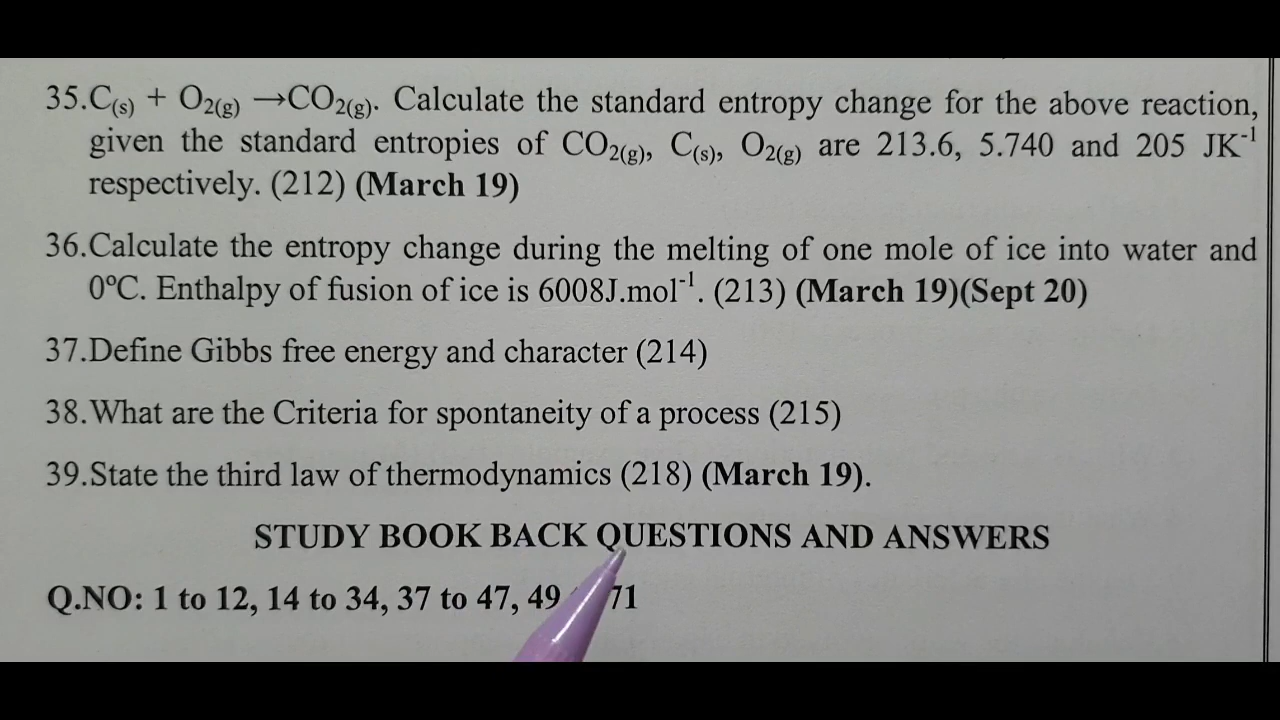 35.C(s) + O2(g) →CO2(g). Calculate the standard entropy change for the above reaction,
given the standard entropies of CO2(g), C(s), O2(g) are 213.6, 5.740 and 205 JK⁻¹
respectively. (212) (March 19)
36.Calculate the entropy change during the melting of one mole of ice into water and
0ºC. Enthalpy of fusion of ice is 6008J.mol⁻¹. (213) (March 19)(Sept 20)
37.Define Gibbs free energy and character (214)
38.What are the Criteria for spontaneity of a process (215)
39.State the third law of thermodynamics (218) (March 19).
STUDY BOOK BACK QUESTIONS AND ANSWERS
Q.NO: 1 to 12, 14 to 34, 37 to 47, 49 71